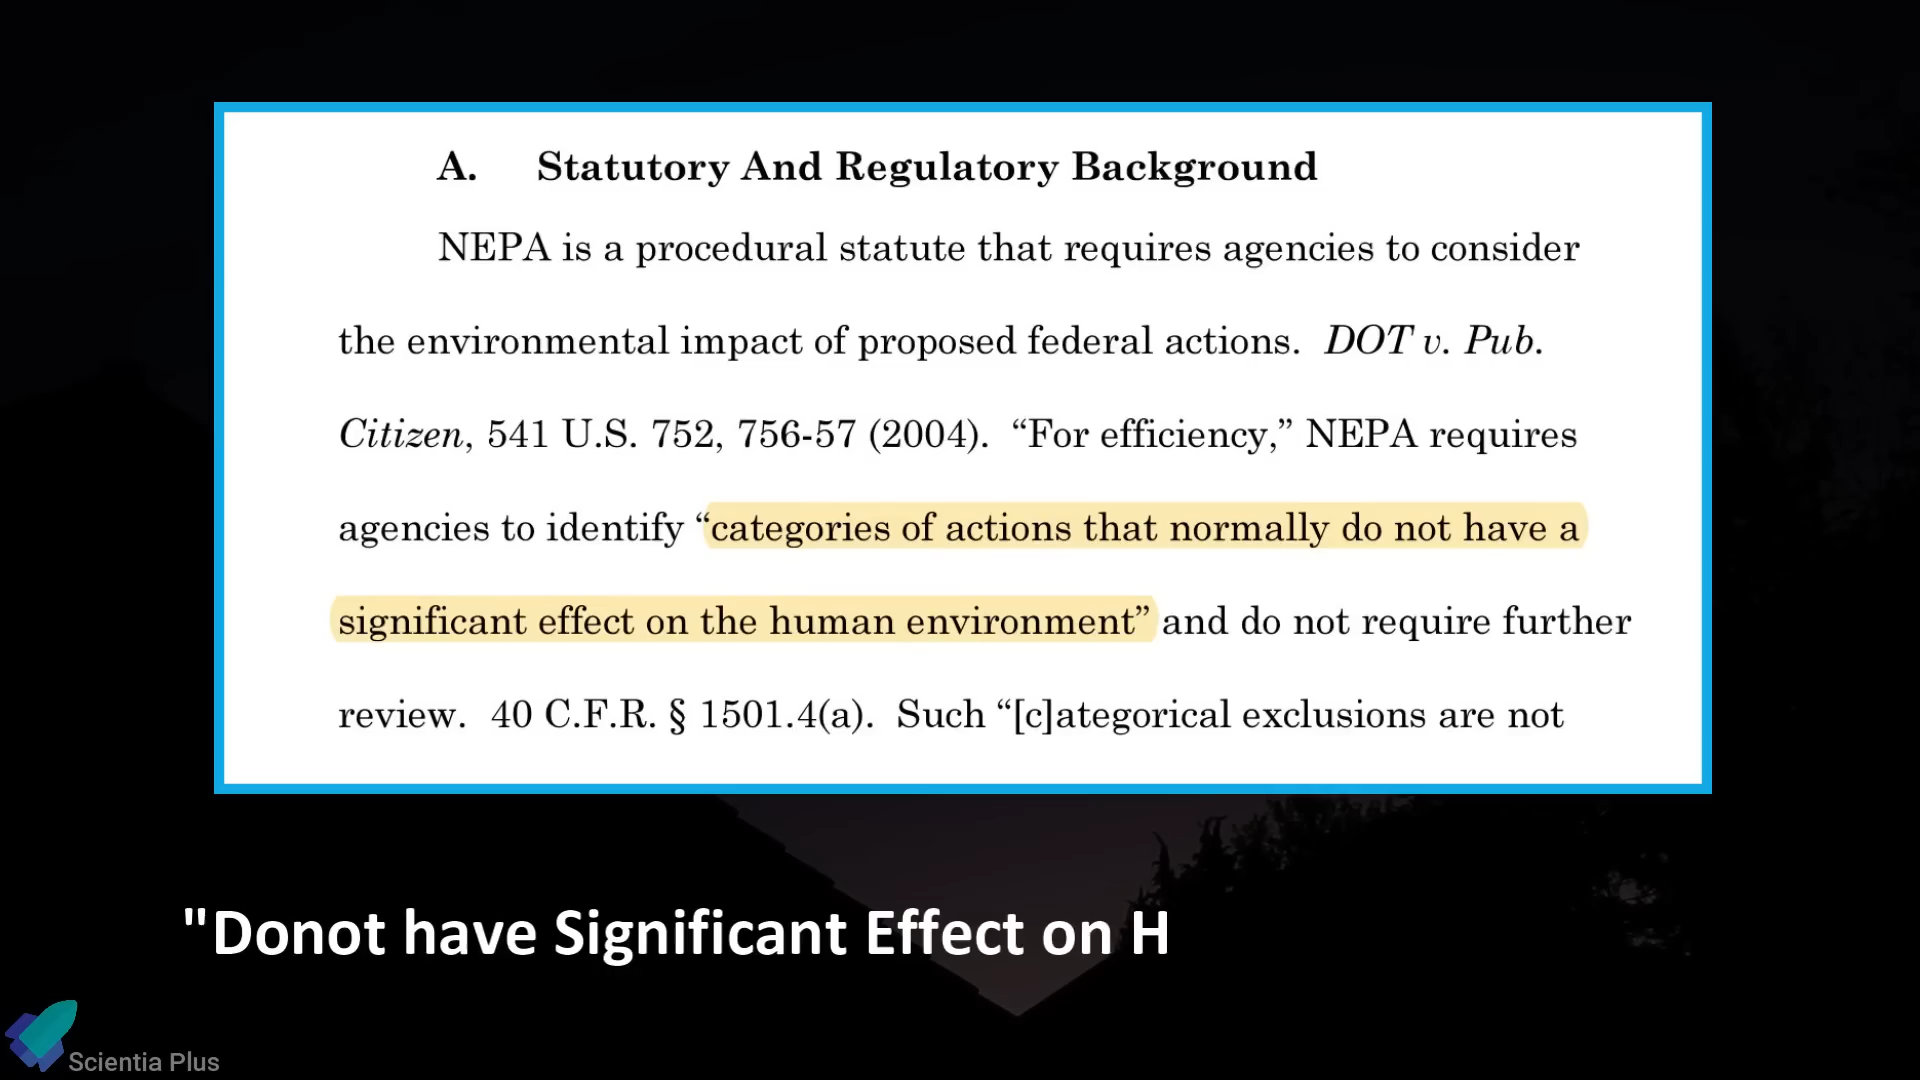 A. Statutory And Regulatory Background
NEPA is a procedural statute that requires agencies to consider
the environmental impact of proposed federal actions. DOT v. Pub.
Citizen, 541 U.S. 752, 756-57 (2004). “For efficiency,” NEPA requires
agencies to identify “categories of actions that normally do not have a
significant effect on the human environment” and do not require further
review. 40 C.F.R. § 1501.4(a). Such “[c]ategorical exclusions are not
"Donot have Significant Effect on H
Scientia Plus